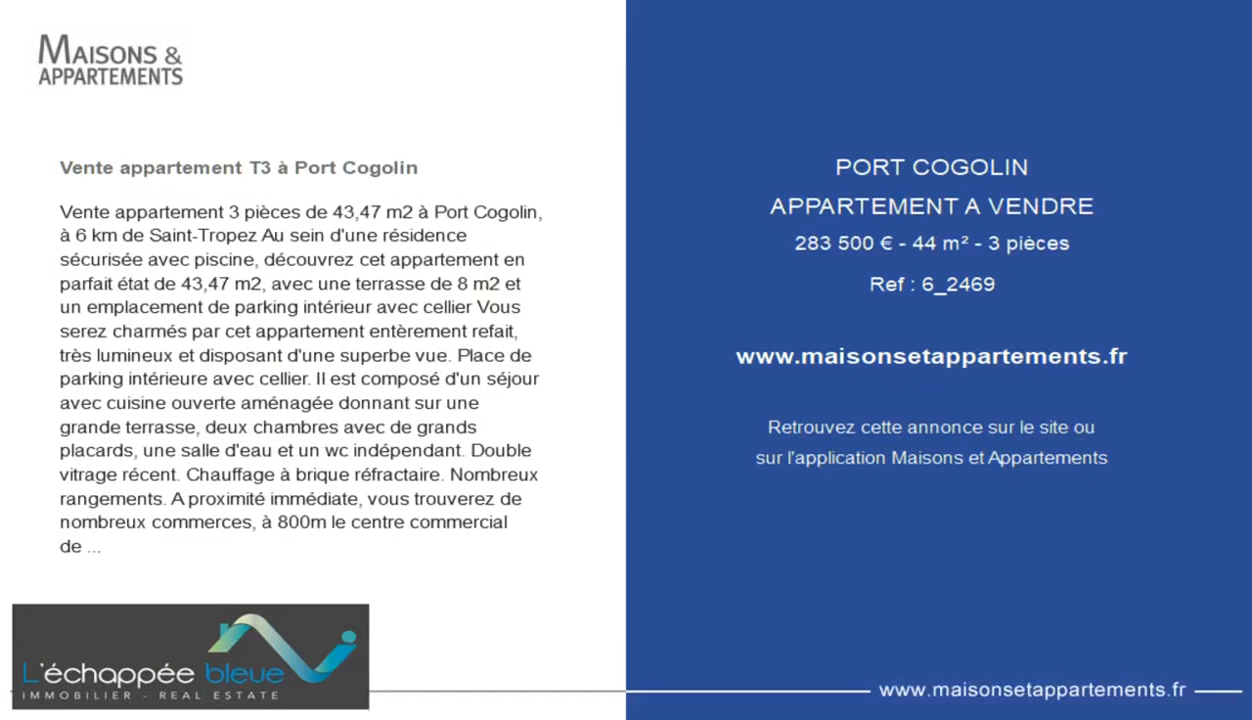 MAISONS &
APPARTEMENTS
Vente appartement T3 à Port Cogolin
Vente appartement 3 pièces de 43,47 m2 à Port Cogolin,
à 6 km de Saint-Tropez Au sein d'une résidence
sécurisée avec piscine, découvrez cet appartement en
parfait état de 43,47 m2, avec une terrasse de 8 m2 et
un emplacement de parking intérieur avec cellier Vous
serez charmés par cet appartement entèrement refait,
très lumineux et disposant d'une superbe vue. Place de
parking intérieure avec cellier. Il est composé d'un séjour
avec cuisine ouverte aménagée donnant sur une
grande terrasse, deux chambres avec de grands
placards, une salle d'eau et un wc indépendant. Double
vitrage récent. Chauffage à brique réfractaire. Nombreux
rangements. A proximité immédiate, vous trouverez de
nombreux commerces, à 800m le centre commercial
de ...
L'échappée bleue
IMMOBILIER - REAL ESTATE
PORT COGOLIN
APPARTEMENT A VENDRE
283 500 € - 44 m² - 3 pièces
Ref : 6_2469
www.maisonsetappartements.fr
Retrouvez cette annonce sur le site ou
sur l'application Maisons et Appartements
www.maisonsetappartements.fr